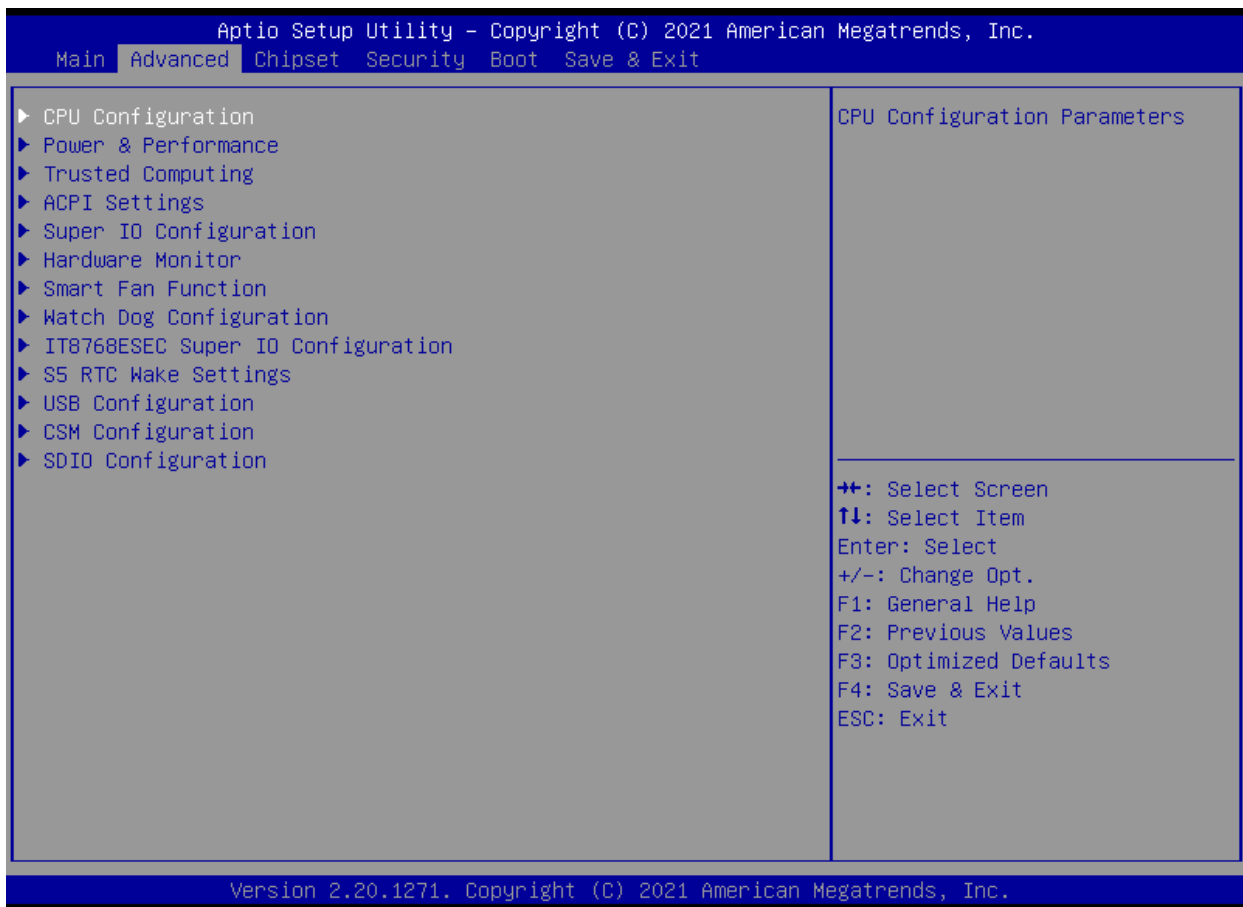 Aptio Setup Utility – Copyright (C) 2021 American Megatrends, Inc.
Main Advanced Chipset Security Boot Save & Exit
▶ CPU Configuration
▶ Power & Performance
▶ Trusted Computing
▶ ACPI Settings
▶ Super IO Configuration
▶ Hardware Monitor
▶ Smart Fan Function
▶ Watch Dog Configuration
▶ IT8768ESEC Super IO Configuration
▶ S5 RTC Wake Settings
▶ USB Configuration
▶ CSM Configuration
▶ SDIO Configuration
CPU Configuration Parameters
→←: Select Screen
↑↓: Select Item
Enter: Select
+/-: Change Opt.
F1: General Help
F2: Previous Values
F3: Optimized Defaults
F4: Save & Exit
ESC: Exit
Version 2.20.1271. Copyright (C) 2021 American Megatrends, Inc.